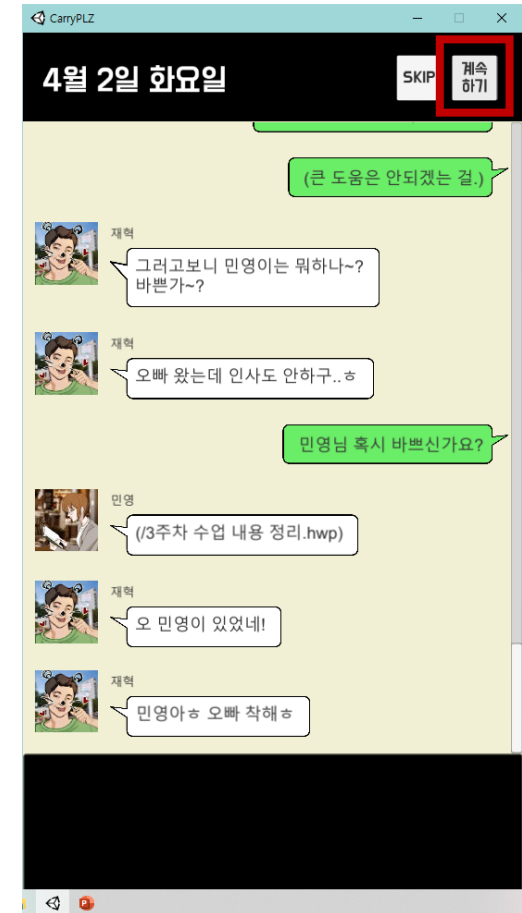 CarryPLZ
4월 2일 화요일
SKIP
계속
하기
(큰 도움은 안되겠는 걸.)
재혁
그러고보니 민영이는 뭐하나~?
바쁜가~?
재혁
오빠 왔는데 인사도 안하구..ㅎ
민영님 혹시 바쁘신가요?
민영
(/3주차 수업 내용 정리.hwp)
재혁
오 민영이 있었네!
재혁
민영아ㅎ 오빠 착해ㅎ